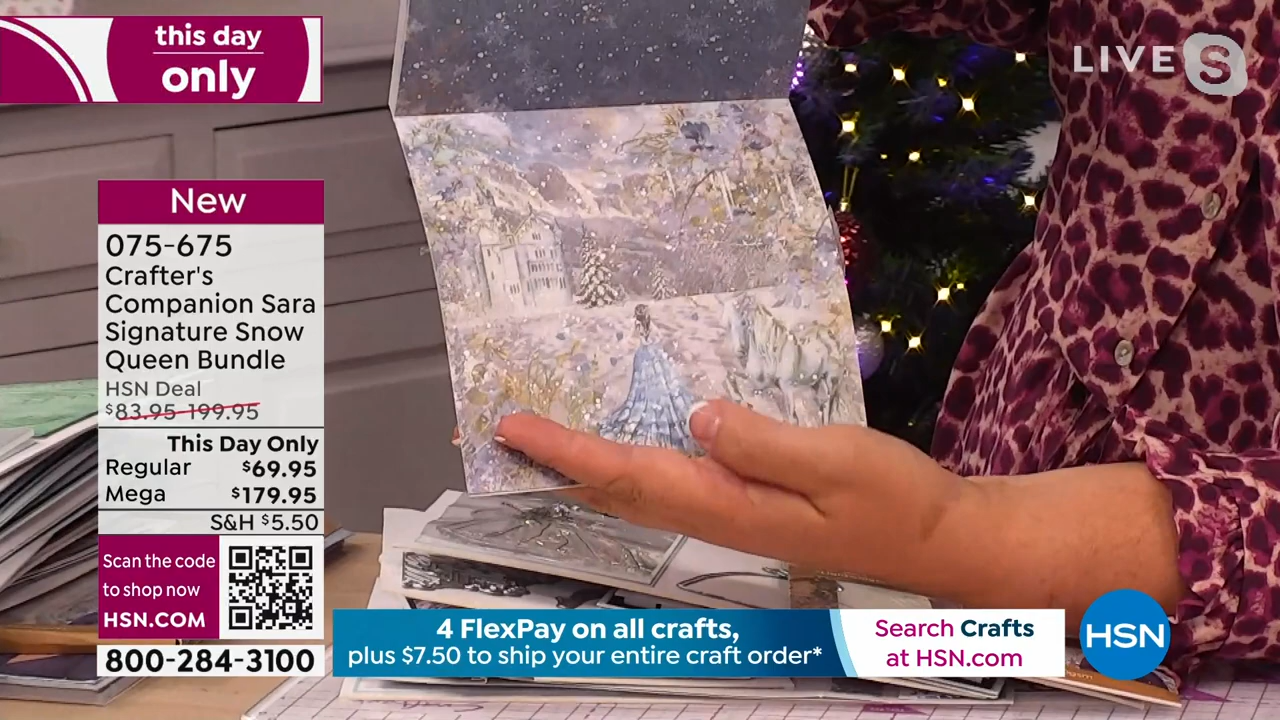 this day
only
LIVE S
New
075-675
Crafter's
Companion Sara
Signature Snow
Queen Bundle
HSN Deal
$83.95-199.95
This Day Only
Regular $69.95
Mega $179.95
S&H $5.50
Scan the code
to shop now
HSN.COM
800-284-3100
4 FlexPay on all crafts,
plus $7.50 to ship your entire craft order*
Search Crafts
at HSN.com
HSN